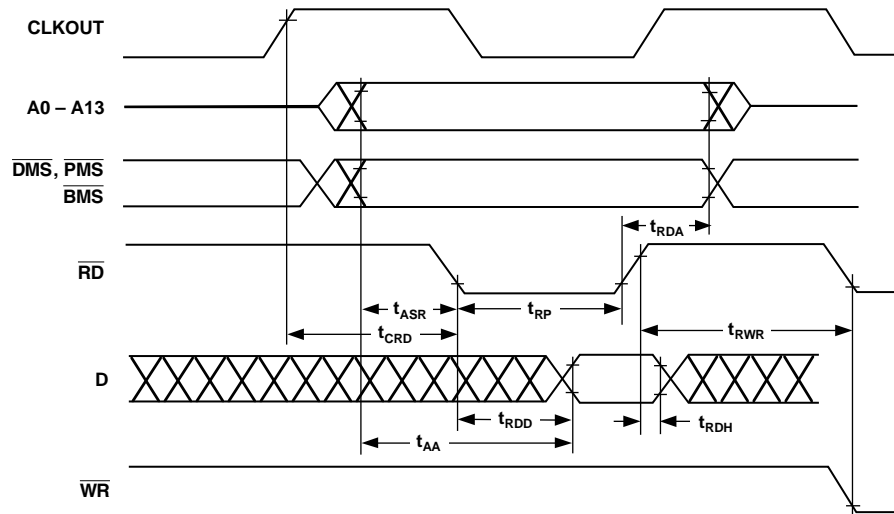 CLKOUT
A0 – A13
DMS, PMS
BMS
tRDA
RD
tASR
tRP
tCRD
tRWR
D
tRDD
tRDH
tAA
WR